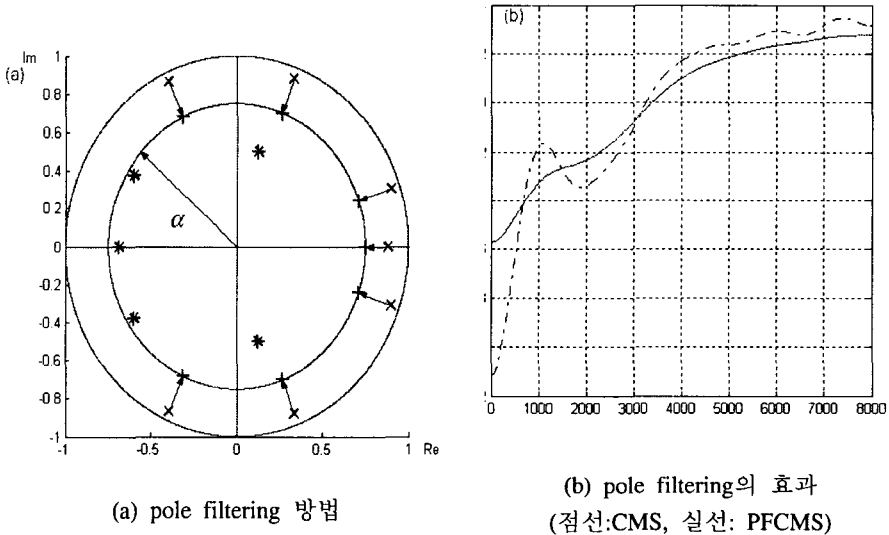 Im
(a)
1
0.8
0.6
0.4
0.2
0
-0.2
-0.4
-0.6
-0.8
-1
α
-1 -0.5 0 0.5 1 Re
(a) pole filtering 방법
(b)
0 1000 2000 3000 4000 5000 6000 7000 8000
(b) pole filtering의 효과
(점선:CMS, 실선: PFCMS)